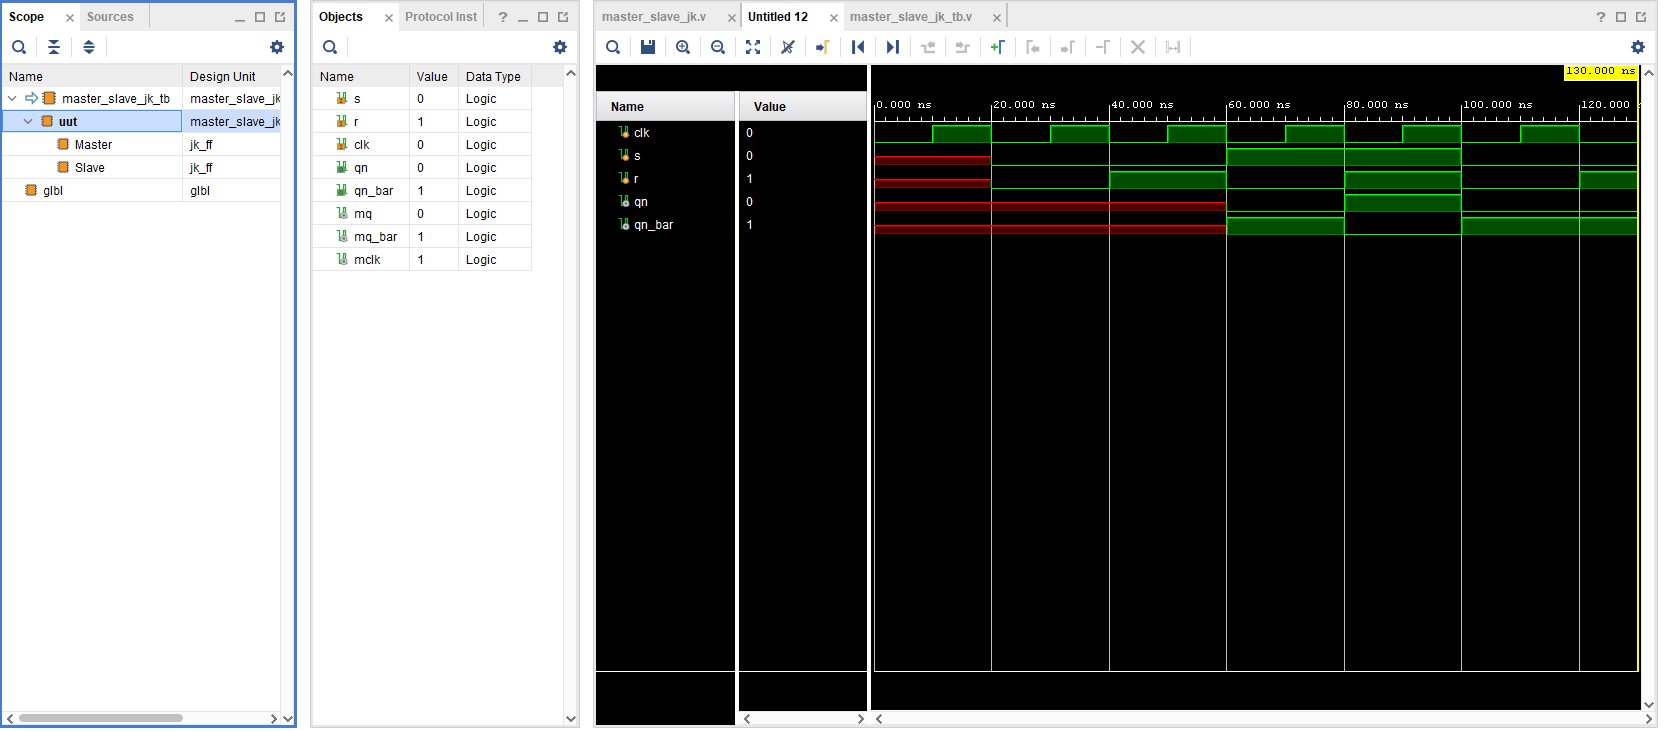 Scope × Sources
Name Design Unit
master_slave_jk_tb master_slave_jk
uut master_slave_jk
Master jk_ff
Slave jk_ff
glbl glbl
Objects × Protocol Inst ?
Name Value Data Type
s 0 Logic
r 1 Logic
clk 0 Logic
qn 0 Logic
qn_bar 1 Logic
mq 0 Logic
mq_bar 1 Logic
mclk 1 Logic
master_slave_jk.v × Untitled 12 × master_slave_jk_tb.v × ?
130.000 ns
Name Value
0.000 ns 20.000 ns 40.000 ns 60.000 ns 80.000 ns 100.000 ns 120.000
clk 0
s 0
r 1
qn 0
qn_bar 1